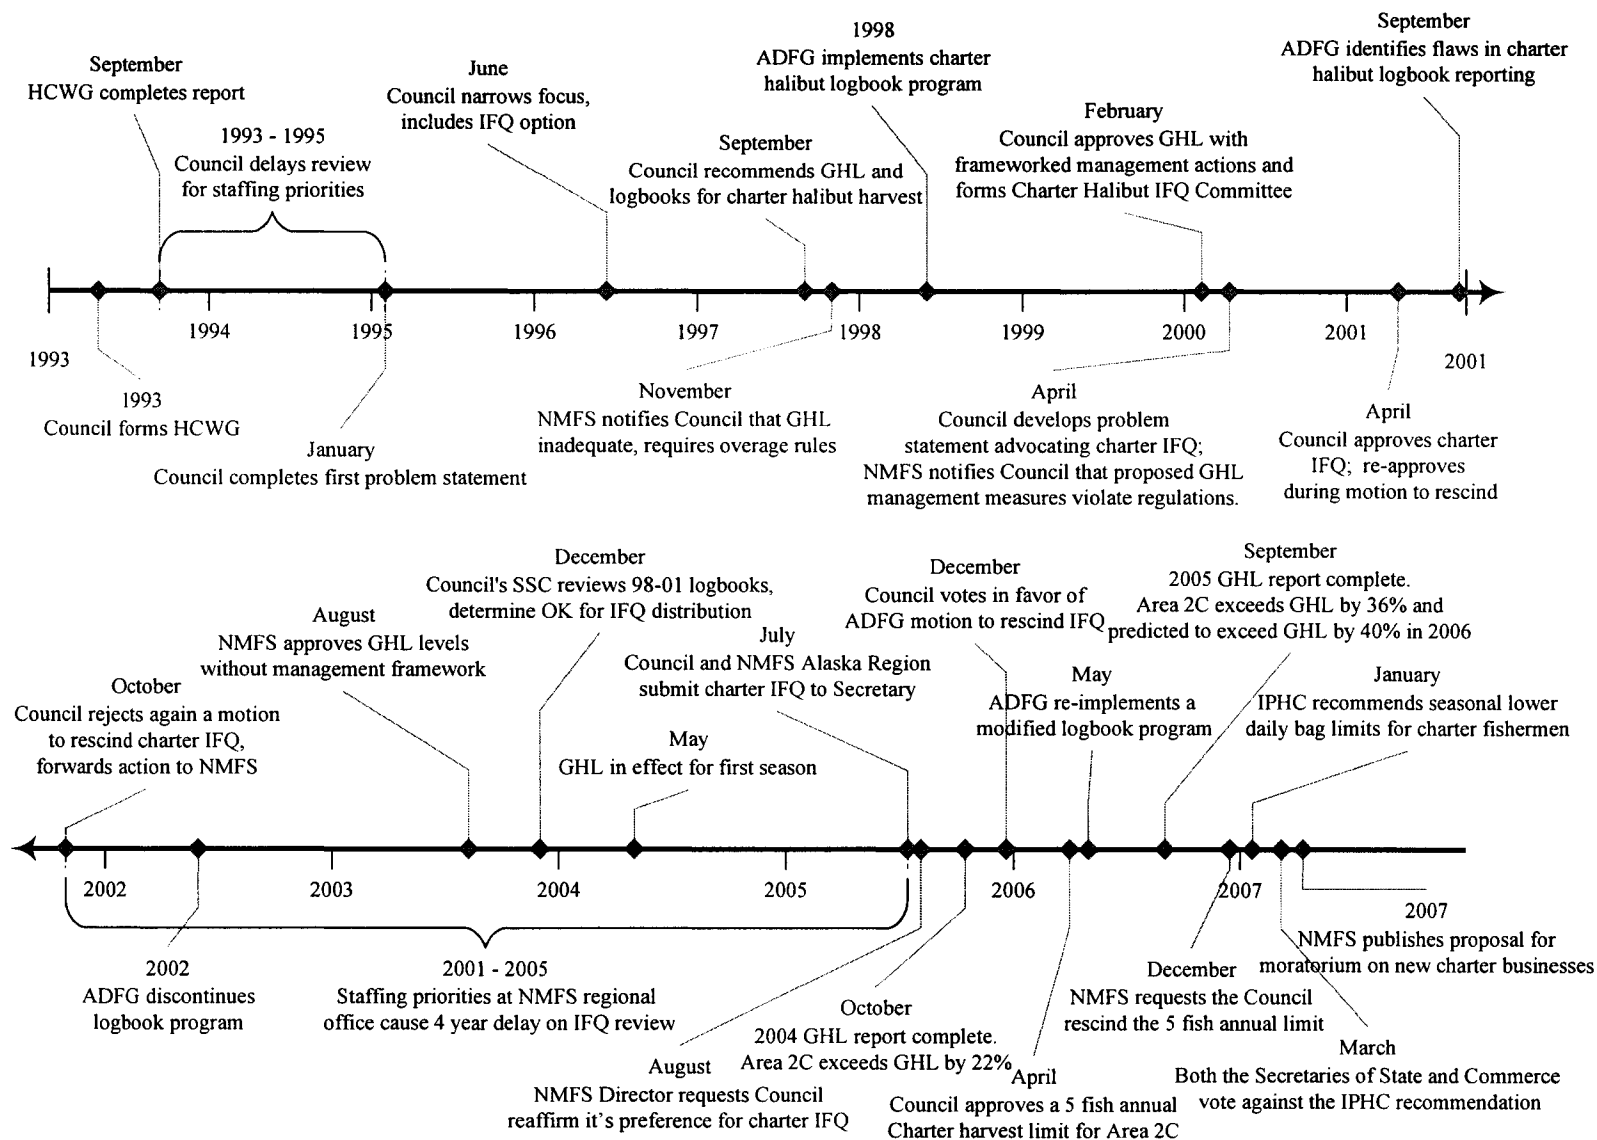 September
HCWG completes report
1993 - 1995
Council delays review
for staffing priorities
June
Council narrows focus,
includes IFQ option
September
Council recommends GHL and
logbooks for charter halibut harvest
1998
ADFG implements charter
halibut logbook program
February
Council approves GHL with
frameworked management actions and
forms Charter Halibut IFQ Committee
September
ADFG identifies flaws in charter
halibut logbook reporting
1994
1995
1996
1997
1998
1999
2000
2001
1993
2001
1993
Council forms HCWG
January
Council completes first problem statement
November
NMFS notifies Council that GHL
inadequate, requires overage rules
April
Council develops problem
statement advocating charter IFQ;
NMFS notifies Council that proposed GHL
management measures violate regulations.
April
Council approves charter
IFQ; re-approves
during motion to rescind
October
Council rejects again a motion
to rescind charter IFQ,
forwards action to NMFS
August
NMFS approves GHL levels
without management framework
December
Council's SSC reviews 98-01 logbooks,
determine OK for IFQ distribution
May
GHL in effect for first season
July
Council and NMFS Alaska Region
submit charter IFQ to Secretary
December
Council votes in favor of
ADFG motion to rescind IFQ
May
ADFG re-implements a
modified logbook program
September
2005 GHL report complete.
Area 2C exceeds GHL by 36% and
predicted to exceed GHL by 40% in 2006
January
IPHC recommends seasonal lower
daily bag limits for charter fishermen
2002
2003
2004
2005
2006
2007
2007
2002
ADFG discontinues
logbook program
2001 - 2005
Staffing priorities at NMFS regional
office cause 4 year delay on IFQ review
August
NMFS Director requests Council
reaffirm it's preference for charter IFQ
October
2004 GHL report complete.
Area 2C exceeds GHL by 22%
April
Council approves a 5 fish annual
Charter harvest limit for Area 2C
December
NMFS requests the Council
rescind the 5 fish annual limit
NMFS publishes proposal for
moratorium on new charter businesses
March
Both the Secretaries of State and Commerce
vote against the IPHC recommendation